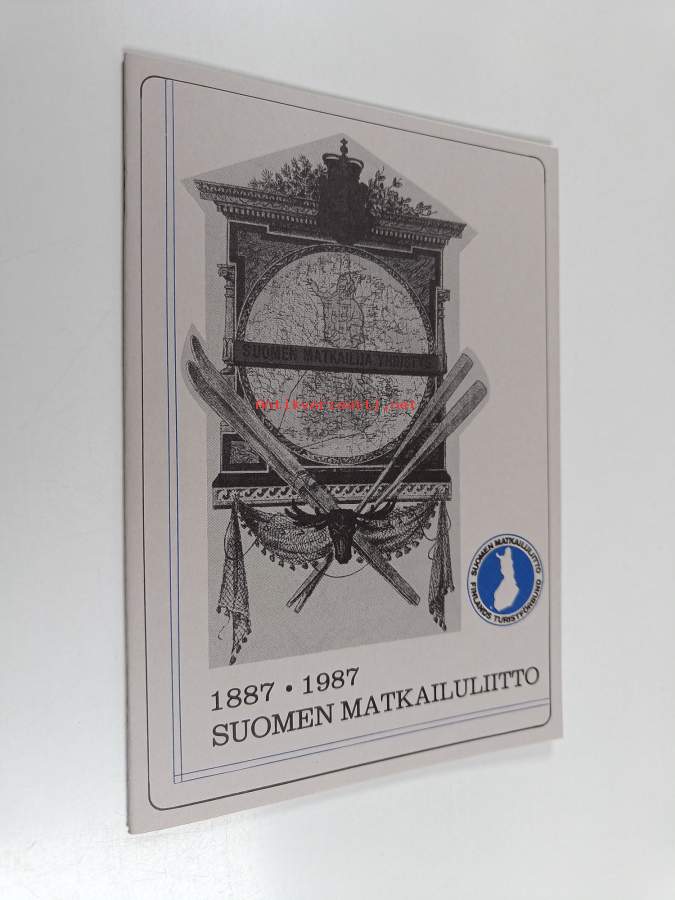 SUOMEN MATKAILIJA-YHDISTYS
Antikvariaatti.net
SUOMEN MATKAILULIITTO
FINLANDS TURISTFÖRBUND
1887 • 1987
SUOMEN MATKAILULIITTO